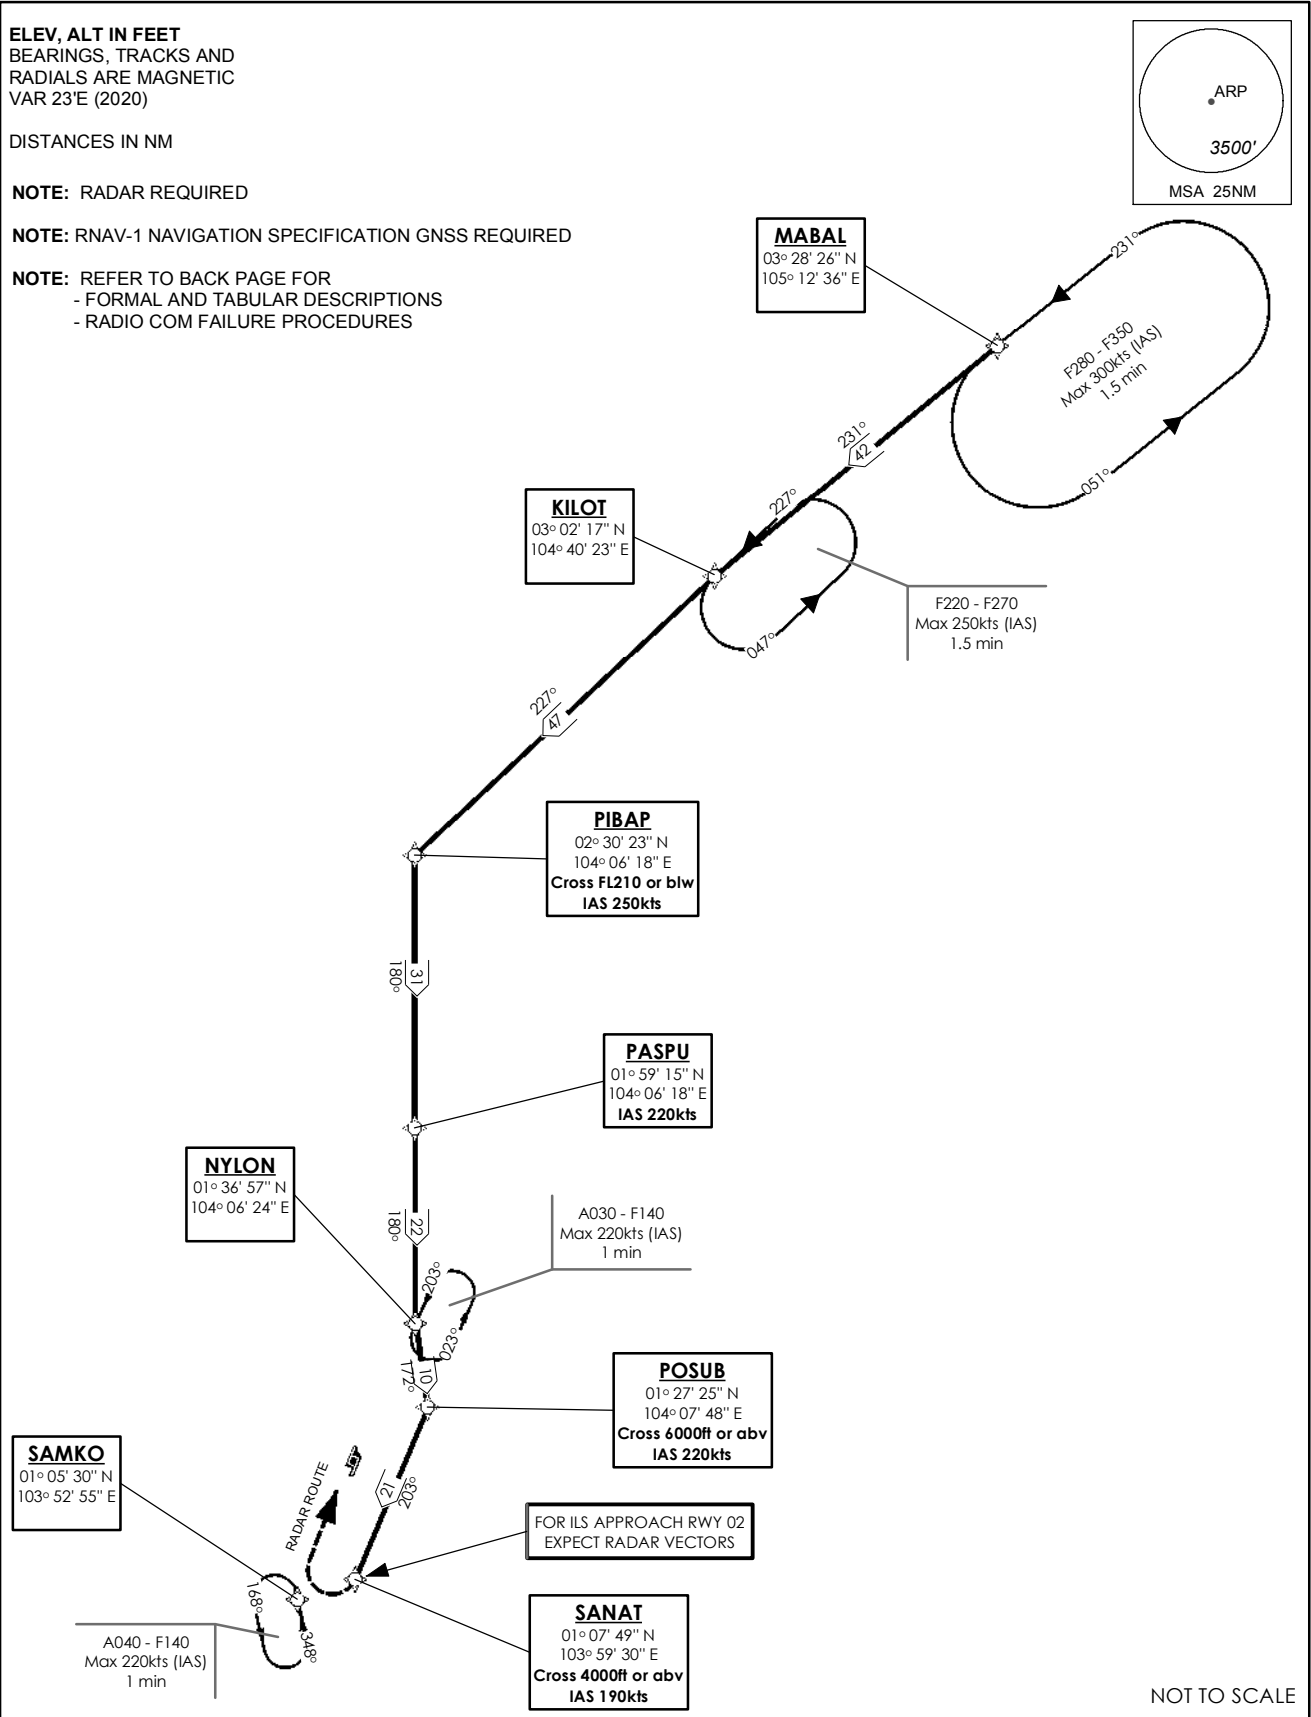 ELEV, ALT IN FEET
BEARINGS, TRACKS AND
RADIALS ARE MAGNETIC
VAR 23'E (2020)
DISTANCES IN NM
NOTE: RADAR REQUIRED
NOTE: RNAV-1 NAVIGATION SPECIFICATION GNSS REQUIRED
NOTE: REFER TO BACK PAGE FOR
- FORMAL AND TABULAR DESCRIPTIONS
- RADIO COM FAILURE PROCEDURES
ARP
3500'
MSA 25NM
MABAL
03° 28' 26" N
105° 12' 36" E
231°
F280 - F350
Max 300kts (IAS)
1.5 min
051°
231°
42
KILOT
03° 02' 17" N
104° 40' 23" E
227°
047°
F220 - F270
Max 250kts (IAS)
1.5 min
227°
47
PIBAP
02° 30' 23" N
104° 06' 18" E
Cross FL210 or blw
IAS 250kts
31
180°
PASPU
01° 59' 15" N
104° 06' 18" E
IAS 220kts
NYLON
01° 36' 57" N
104° 06' 24" E
22
180°
A030 - F140
Max 220kts (IAS)
1 min
203°
023°
10
172°
POSUB
01° 27' 25" N
104° 07' 48" E
Cross 6000ft or abv
IAS 220kts
SAMKO
01° 05' 30" N
103° 52' 55" E
RADAR ROUTE
21
203°
FOR ILS APPROACH RWY 02
EXPECT RADAR VECTORS
168°
348°
A040 - F140
Max 220kts (IAS)
1 min
SANAT
01° 07' 49" N
103° 59' 30" E
Cross 4000ft or abv
IAS 190kts
NOT TO SCALE